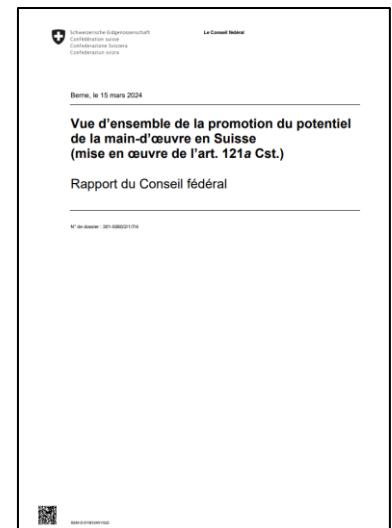 Schweizerische Eidgenossenschaft
Confédération suisse
Confederazione Svizzera
Confederaziun svizra
Le Conseil fédéral
Berne, le 15 mars 2024
Vue d'ensemble de la promotion du potentiel
de la main-d'œuvre en Suisse
(mise en œuvre de l'art. 121a Cst.)
Rapport du Conseil fédéral
N° de dossier :